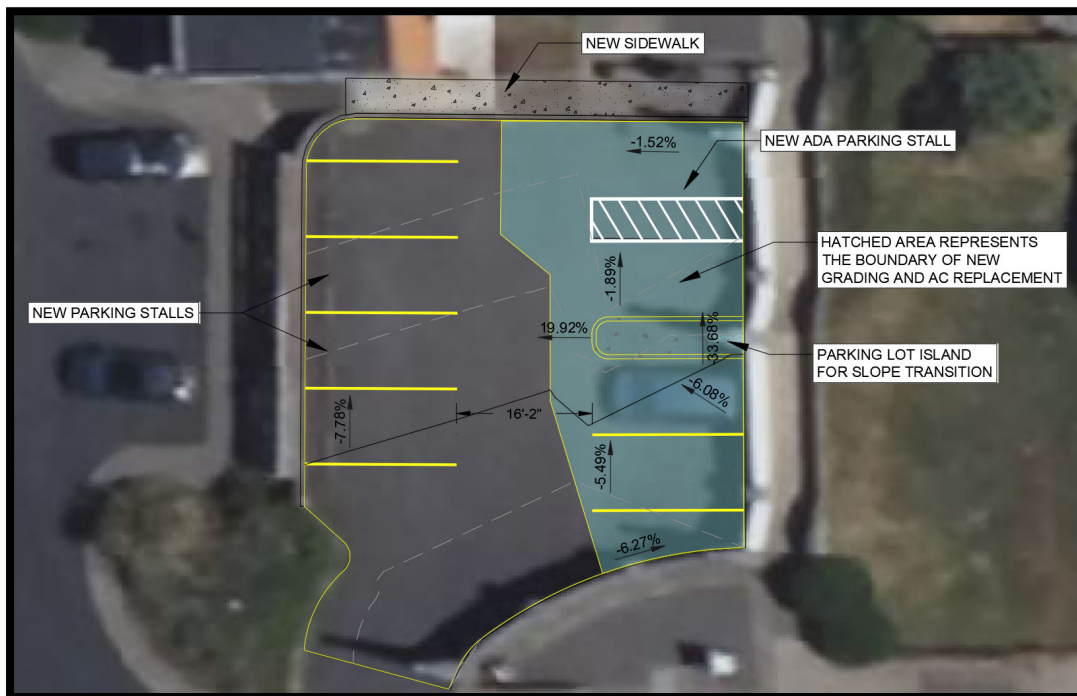 NEW SIDEWALK
-1.52%
NEW ADA PARKING STALL
HATCHED AREA REPRESENTS
THE BOUNDARY OF NEW
GRADING AND AC REPLACEMENT
-1.89%
NEW PARKING STALLS
19.92%
-33.68%
PARKING LOT ISLAND
FOR SLOPE TRANSITION
-6.08%
-7.78%
16'-2"
-5.49%
-6.27%